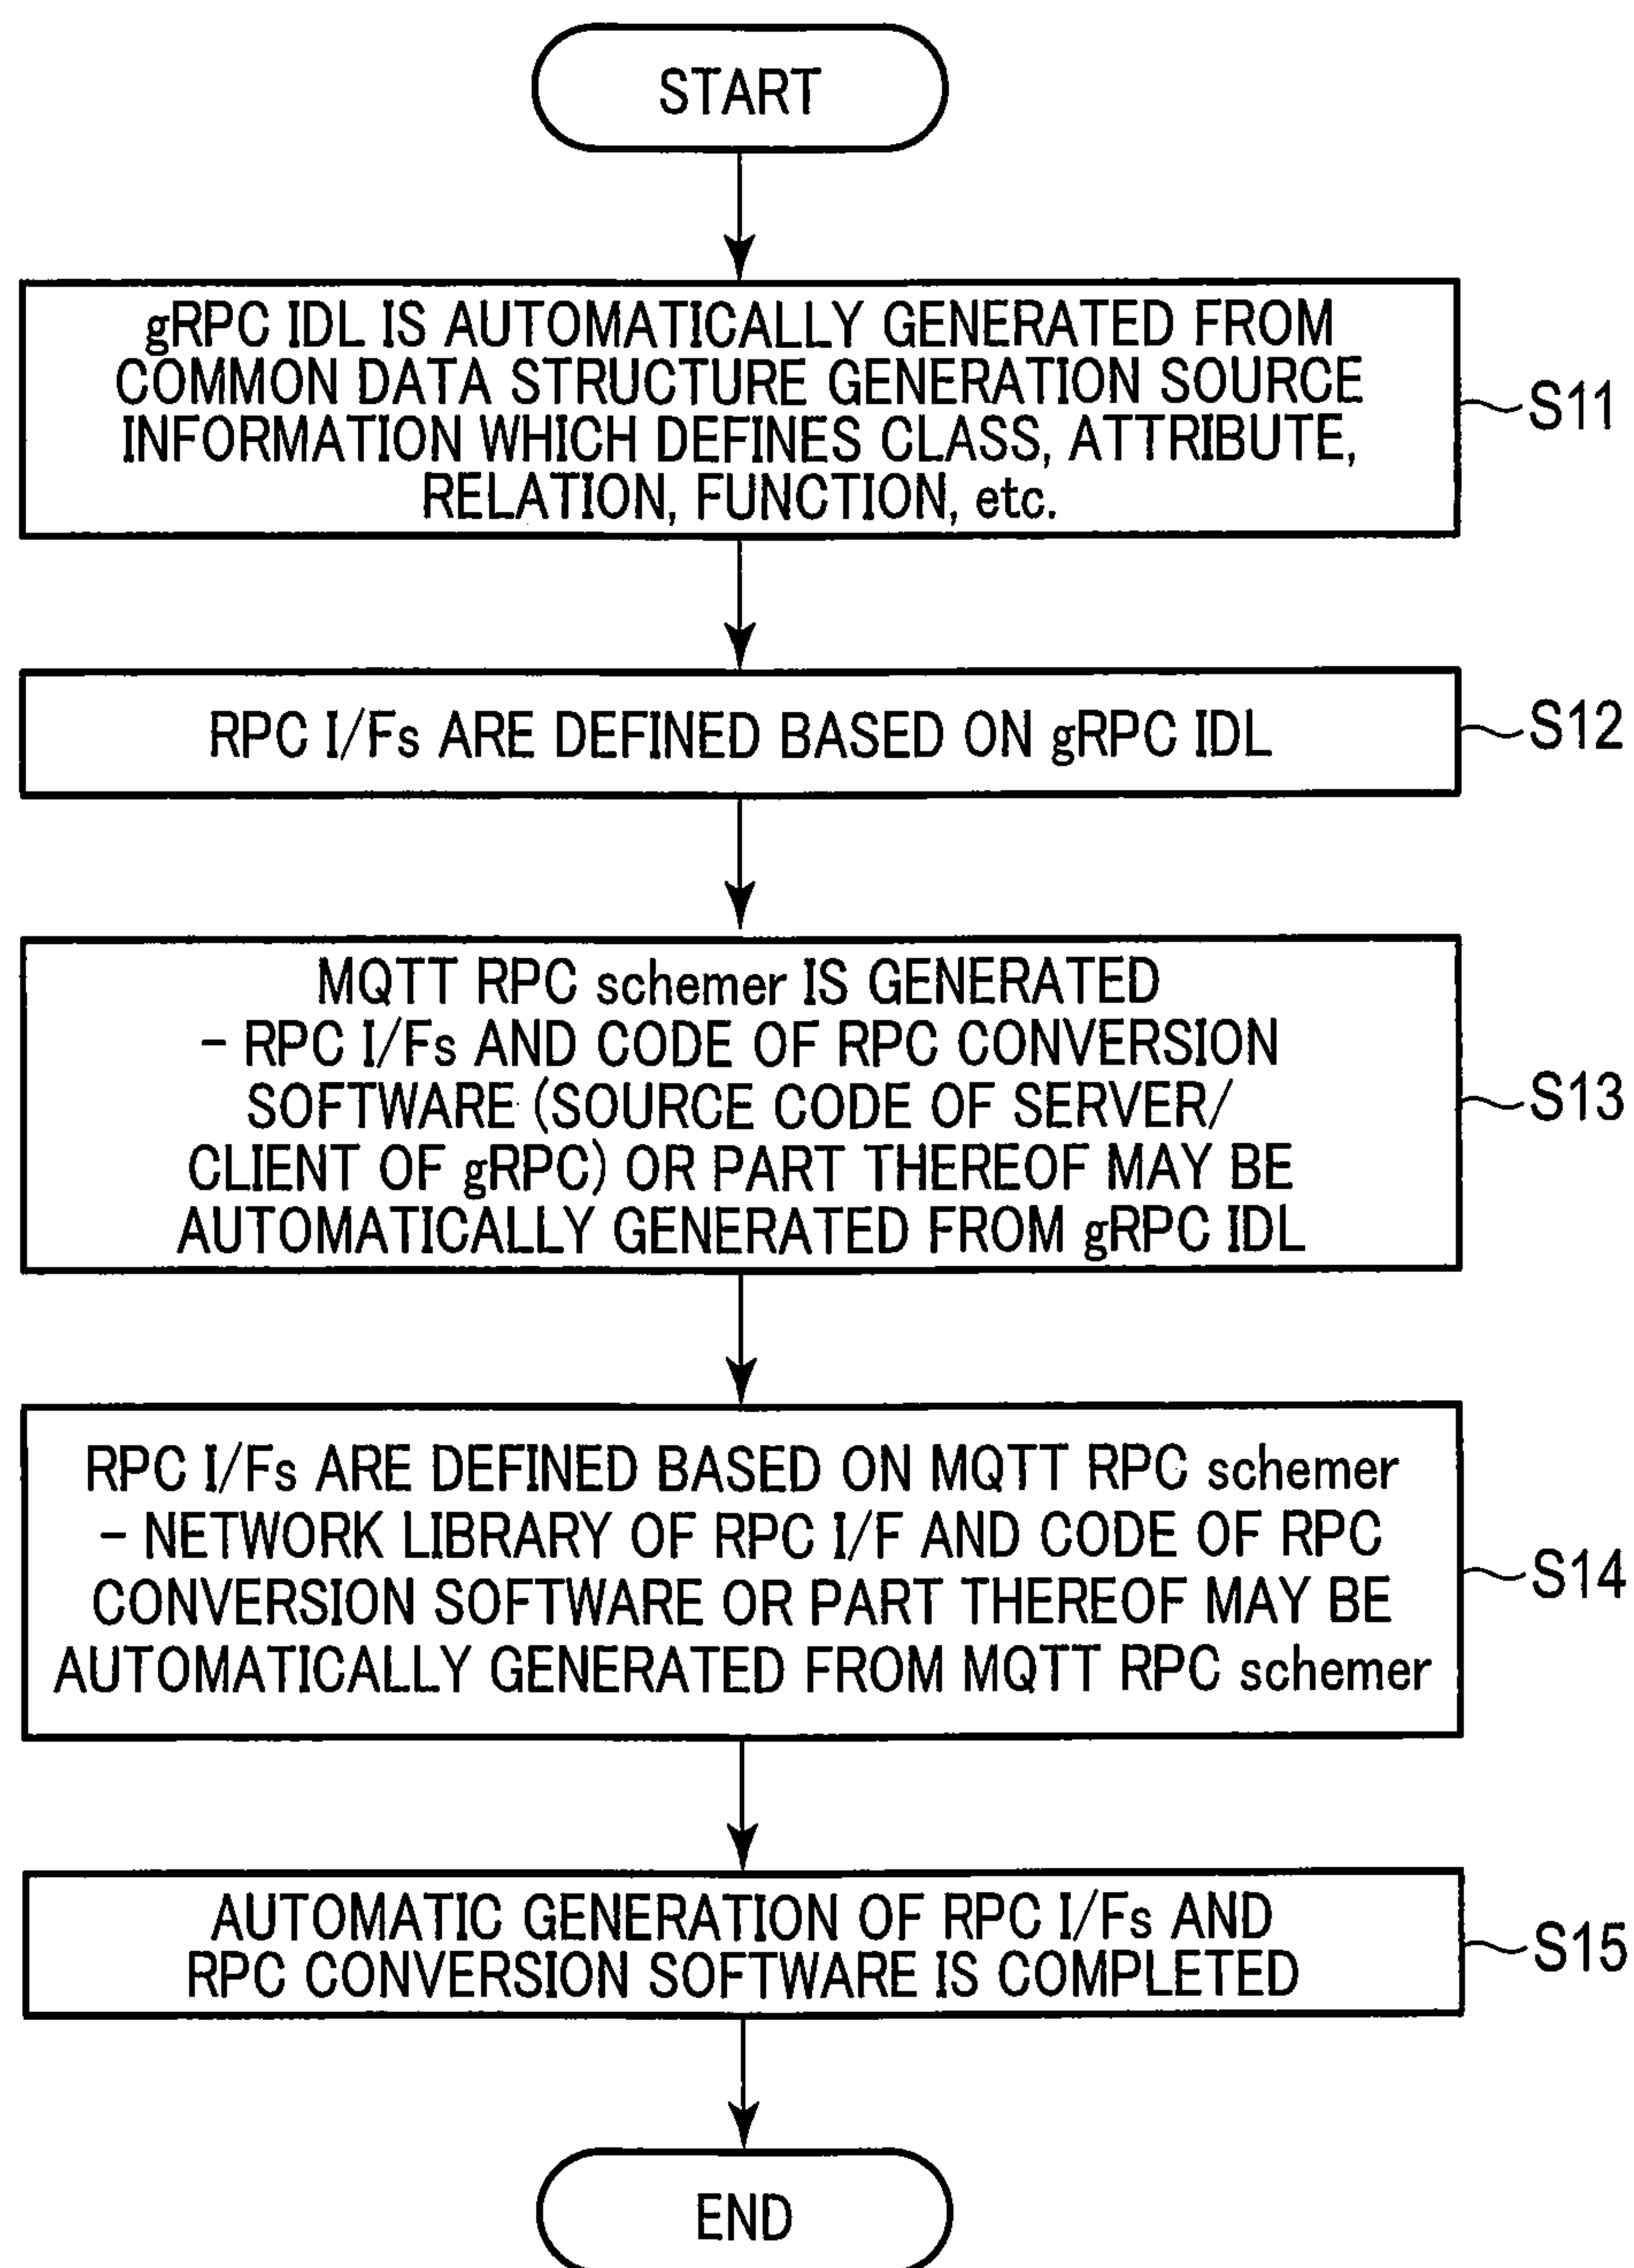 START
gRPC IDL IS AUTOMATICALLY GENERATED FROM
COMMON DATA STRUCTURE GENERATION SOURCE
INFORMATION WHICH DEFINES CLASS, ATTRIBUTE,
RELATION, FUNCTION, etc.
S11
RPC I/Fs ARE DEFINED BASED ON gRPC IDL
S12
MQTT RPC schemer IS GENERATED
- RPC I/Fs AND CODE OF RPC CONVERSION
SOFTWARE (SOURCE CODE OF SERVER/
CLIENT OF gRPC) OR PART THEREOF MAY BE
AUTOMATICALLY GENERATED FROM gRPC IDL
S13
RPC I/Fs ARE DEFINED BASED ON MQTT RPC schemer
- NETWORK LIBRARY OF RPC I/F AND CODE OF RPC
CONVERSION SOFTWARE OR PART THEREOF MAY BE
AUTOMATICALLY GENERATED FROM MQTT RPC schemer
S14
AUTOMATIC GENERATION OF RPC I/Fs AND
RPC CONVERSION SOFTWARE IS COMPLETED
S15
END